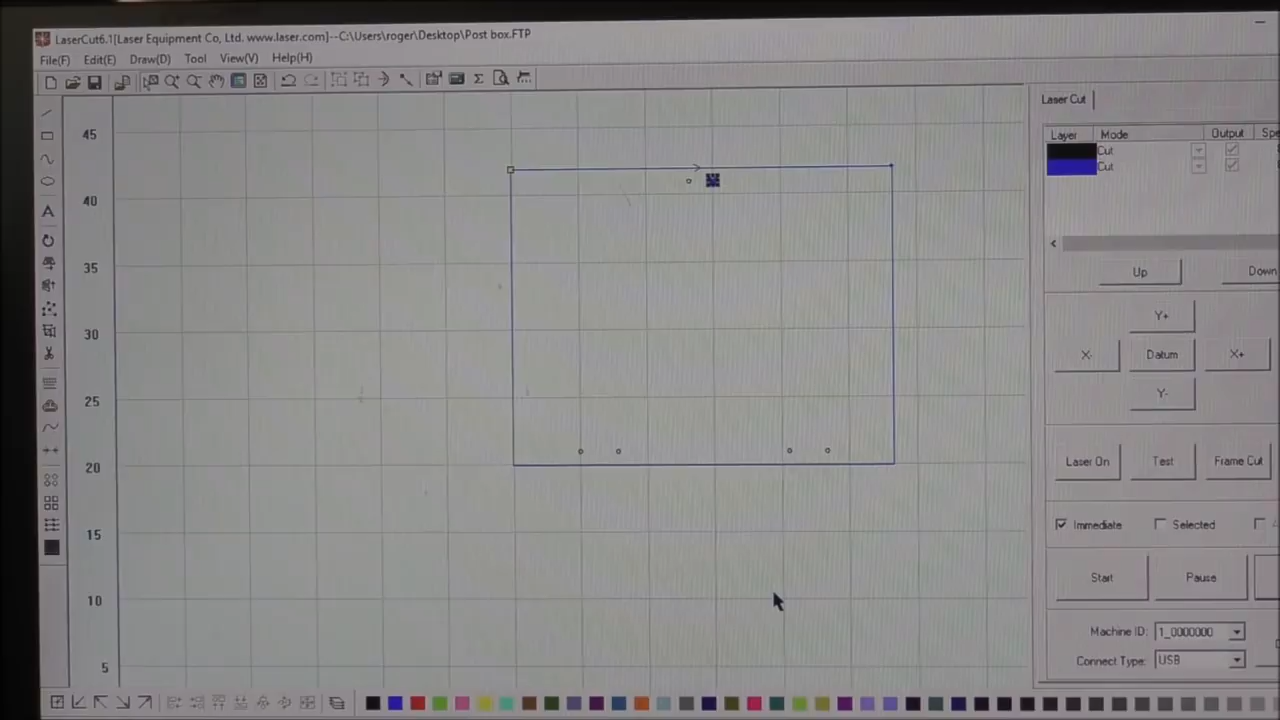 LaserCut6.1[Laser Equipment Co, Ltd. www.laser.com]--C:\Users\roger\Desktop\Post box.FTP
File(F) Edit(E) Draw(D) Tool View(V) Help(H)
Laser Cut
Layer Mode Output Spe
Cut
Cut
45
40
35
30
25
20
15
10
5
Up Down
Y+
X- Datum X+
Y-
Laser On Test Frame Cut
Immediate Selected
Start Pause
Machine ID: 1_0000000
Connect Type: USB